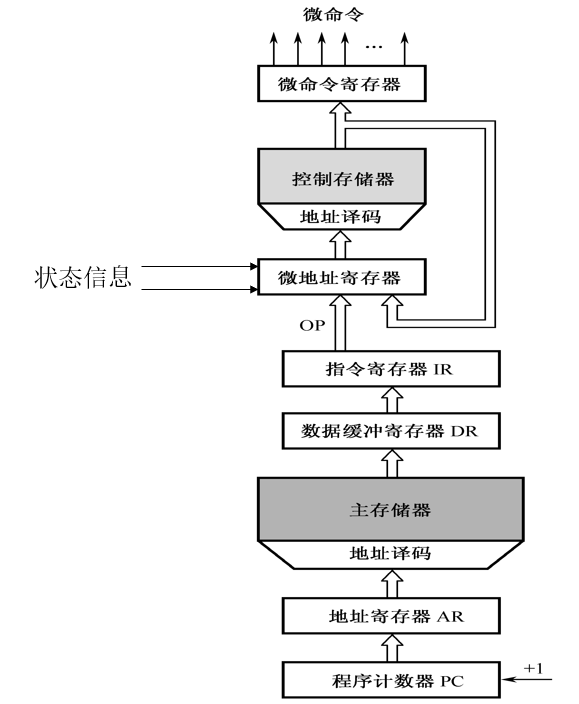 微命令
...
微命令寄存器
控制存储器
地址译码
状态信息
微地址寄存器
OP
指令寄存器 IR
数据缓冲寄存器 DR
主存储器
地址译码
地址寄存器 AR
+1
程序计数器 PC